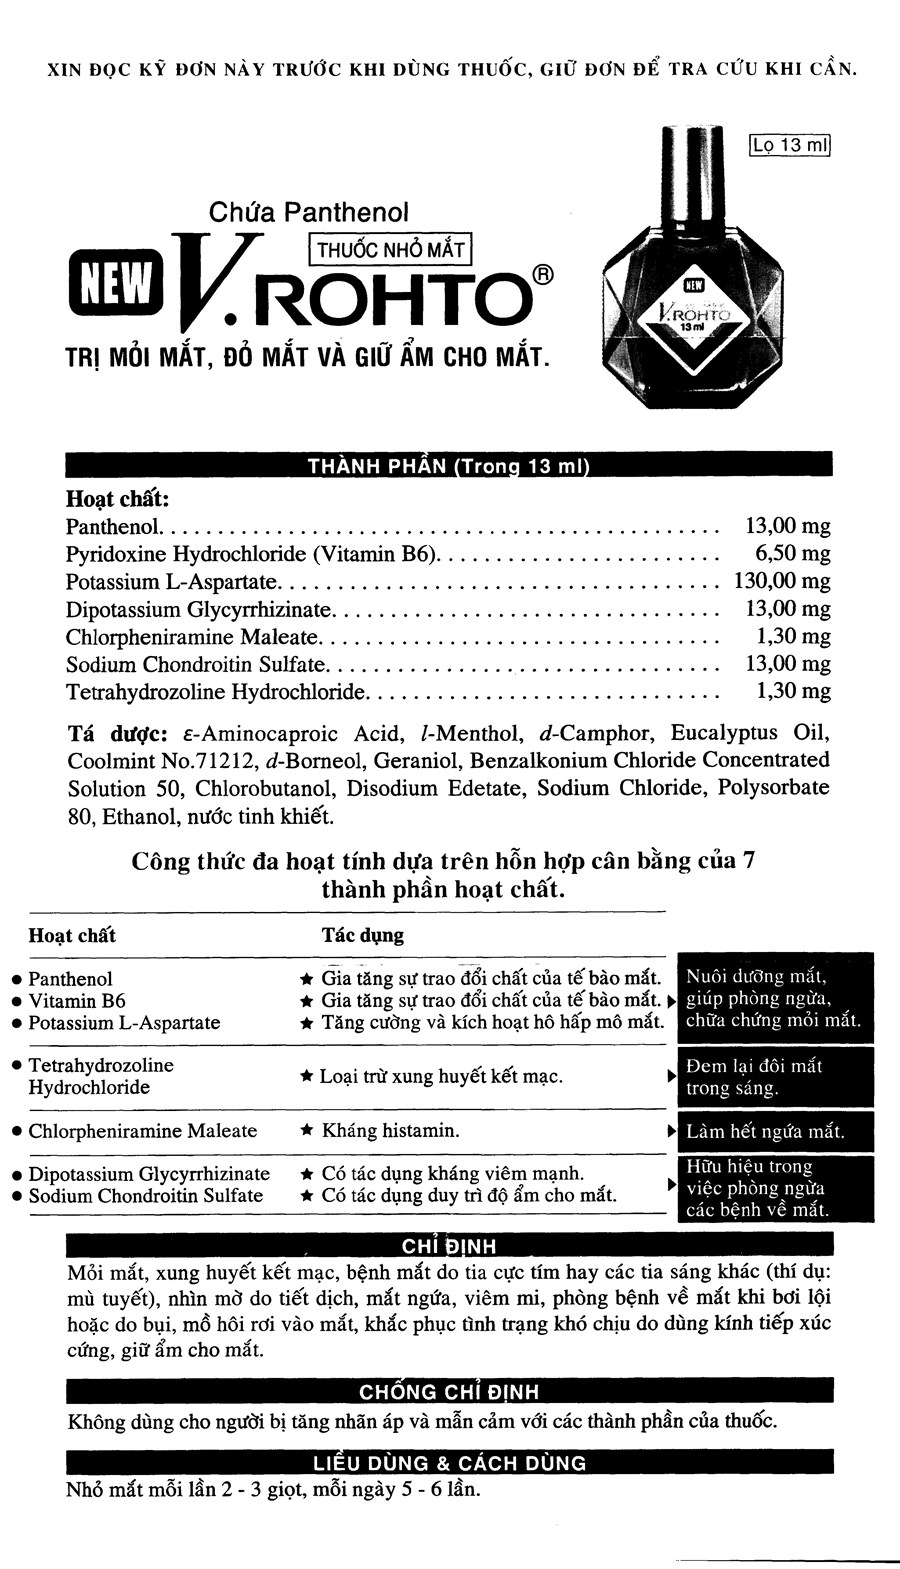 XIN ĐỌC KỸ ĐƠN NÀY TRƯỚC KHI DÙNG THUỐC, GIỮ ĐƠN ĐỂ TRA CỨU KHI CẦN.
Lọ 13 ml
Chứa Panthenol
THUỐC NHỎ MẮT
NEW V.ROHTO®
TRỊ MỎI MẮT, ĐỎ MẮT VÀ GIỮ ẨM CHO MẮT.
NEW
V.ROHTO
13 ml
THÀNH PHẦN (Trong 13 ml)
Hoạt chất:
Panthenol. . . . . . . . . . . . . . . . . . . . 13,00 mg
Pyridoxine Hydrochloride (Vitamin B6). . . . . . . . . . . . . . . . . . . . 6,50 mg
Potassium L-Aspartate. . . . . . . . . . . . . . . . . . . . 130,00 mg
Dipotassium Glycyrrhizinate. . . . . . . . . . . . . . . . . . . . 13,00 mg
Chlorpheniramine Maleate. . . . . . . . . . . . . . . . . . . . 1,30 mg
Sodium Chondroitin Sulfate. . . . . . . . . . . . . . . . . . . . 13,00 mg
Tetrahydrozoline Hydrochloride. . . . . . . . . . . . . . . . . . . . 1,30 mg
Tá dược: ε-Aminocaproic Acid, l-Menthol, d-Camphor, Eucalyptus Oil,
Coolmint No.71212, d-Borneol, Geraniol, Benzalkonium Chloride Concentrated
Solution 50, Chlorobutanol, Disodium Edetate, Sodium Chloride, Polysorbate
80, Ethanol, nước tinh khiết.
Công thức đa hoạt tính dựa trên hỗn hợp cân bằng của 7
thành phần hoạt chất.
Hoạt chất Tác dụng
● Panthenol ★ Gia tăng sự trao đổi chất của tế bào mắt. Nuôi dưỡng mắt,
● Vitamin B6 ★ Gia tăng sự trao đổi chất của tế bào mắt. ▶ giúp phòng ngừa,
● Potassium L-Aspartate ★ Tăng cường và kích hoạt hô hấp mô mắt. chữa chứng mỏi mắt.
● Tetrahydrozoline
Hydrochloride ★ Loại trừ xung huyết kết mạc. ▶ Đem lại đôi mắt
trong sáng.
● Chlorpheniramine Maleate ★ Kháng histamin. ▶ Làm hết ngứa mắt.
● Dipotassium Glycyrrhizinate ★ Có tác dụng kháng viêm mạnh.
● Sodium Chondroitin Sulfate ★ Có tác dụng duy trì độ ẩm cho mắt.
▶ Hữu hiệu trong
việc phòng ngừa
các bệnh về mắt.
CHỈ ĐỊNH
Mỏi mắt, xung huyết kết mạc, bệnh mắt do tia cực tím hay các tia sáng khác (thí dụ:
mù tuyết), nhìn mờ do tiết dịch, mắt ngứa, viêm mi, phòng bệnh về mắt khi bơi lội
hoặc do bụi, mồ hôi rơi vào mắt, khắc phục tình trạng khó chịu do dùng kính tiếp xúc
cứng, giữ ẩm cho mắt.
CHỐNG CHỈ ĐỊNH
Không dùng cho người bị tăng nhãn áp và mẫn cảm với các thành phần của thuốc.
LIỀU DÙNG & CÁCH DÙNG
Nhỏ mắt mỗi lần 2 - 3 giọt, mỗi ngày 5 - 6 lần.